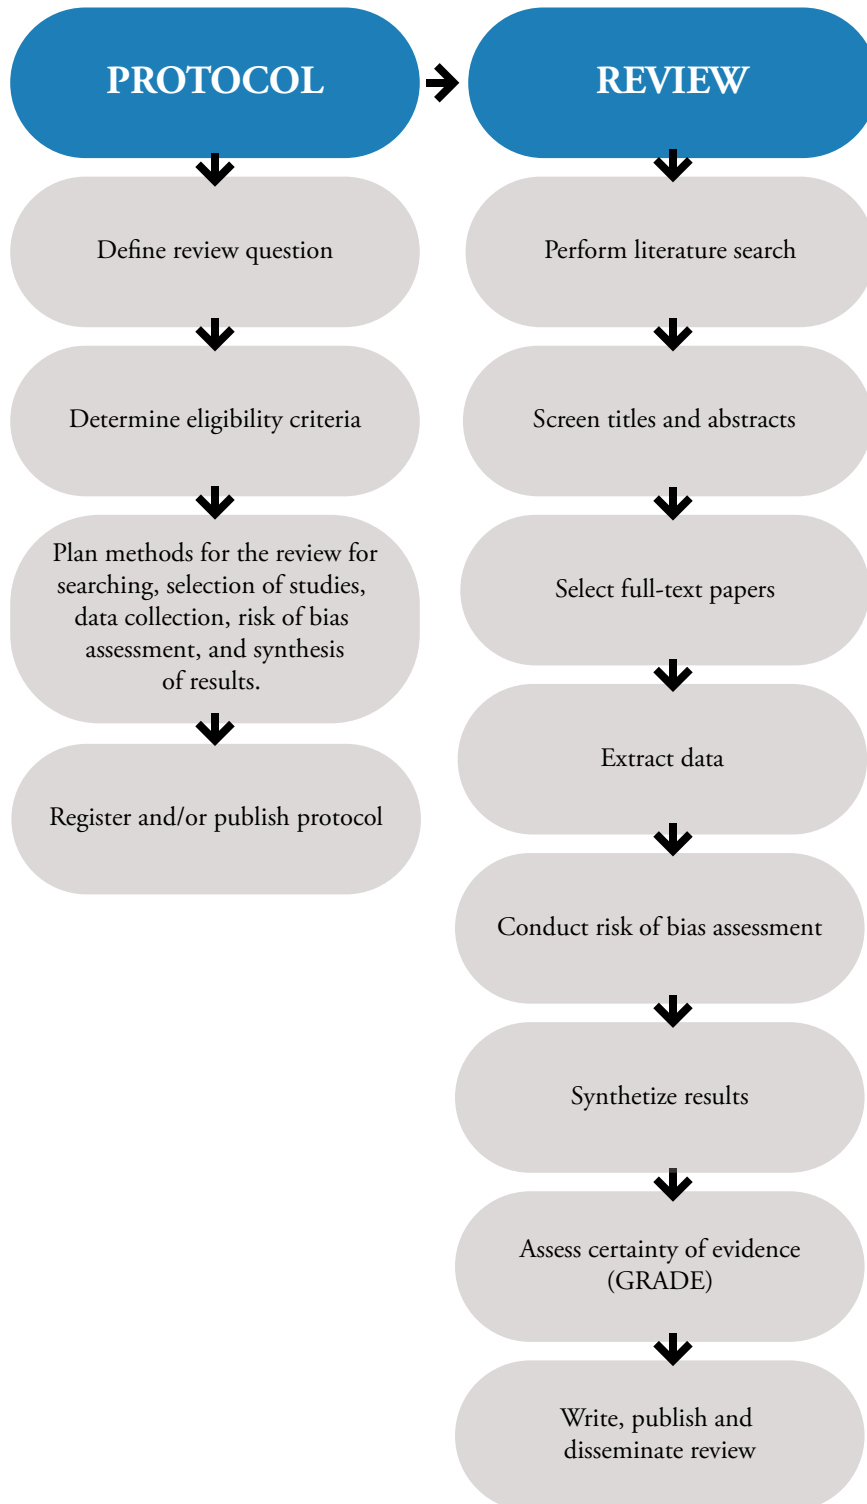 PROTOCOL
Define review question
Determine eligibility criteria
Plan methods for the review for
searching, selection of studies,
data collection, risk of bias
assessment, and synthesis
of results.
Register and/or publish protocol
REVIEW
Perform literature search
Screen titles and abstracts
Select full-text papers
Extract data
Conduct risk of bias assessment
Synthetize results
Assess certainty of evidence
(GRADE)
Write, publish and
disseminate review